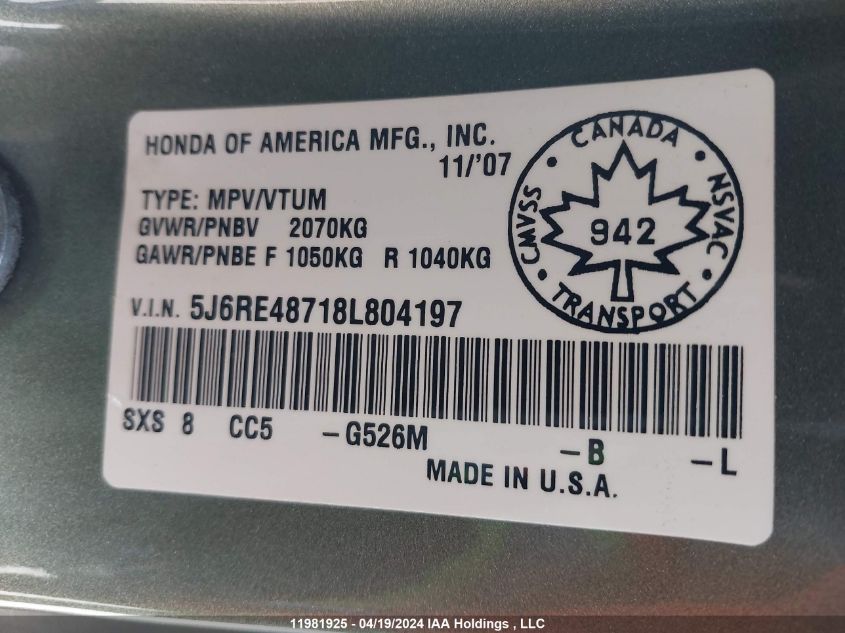 HONDA OF AMERICA MFG., INC.
11/'07
TYPE: MPV/VTUM
GVWR/PNBV 2070KG
GAWR/PNBE F 1050KG R 1040KG
V.I.N. 5J6RE48718L804197
CANADA
CMVSS
942
NSVAC
TRANSPORT
SXS 8 CC5 -G526M -B -L
MADE IN U.S.A.
11981925 - 04/19/2024 IAA Holdings , LLC